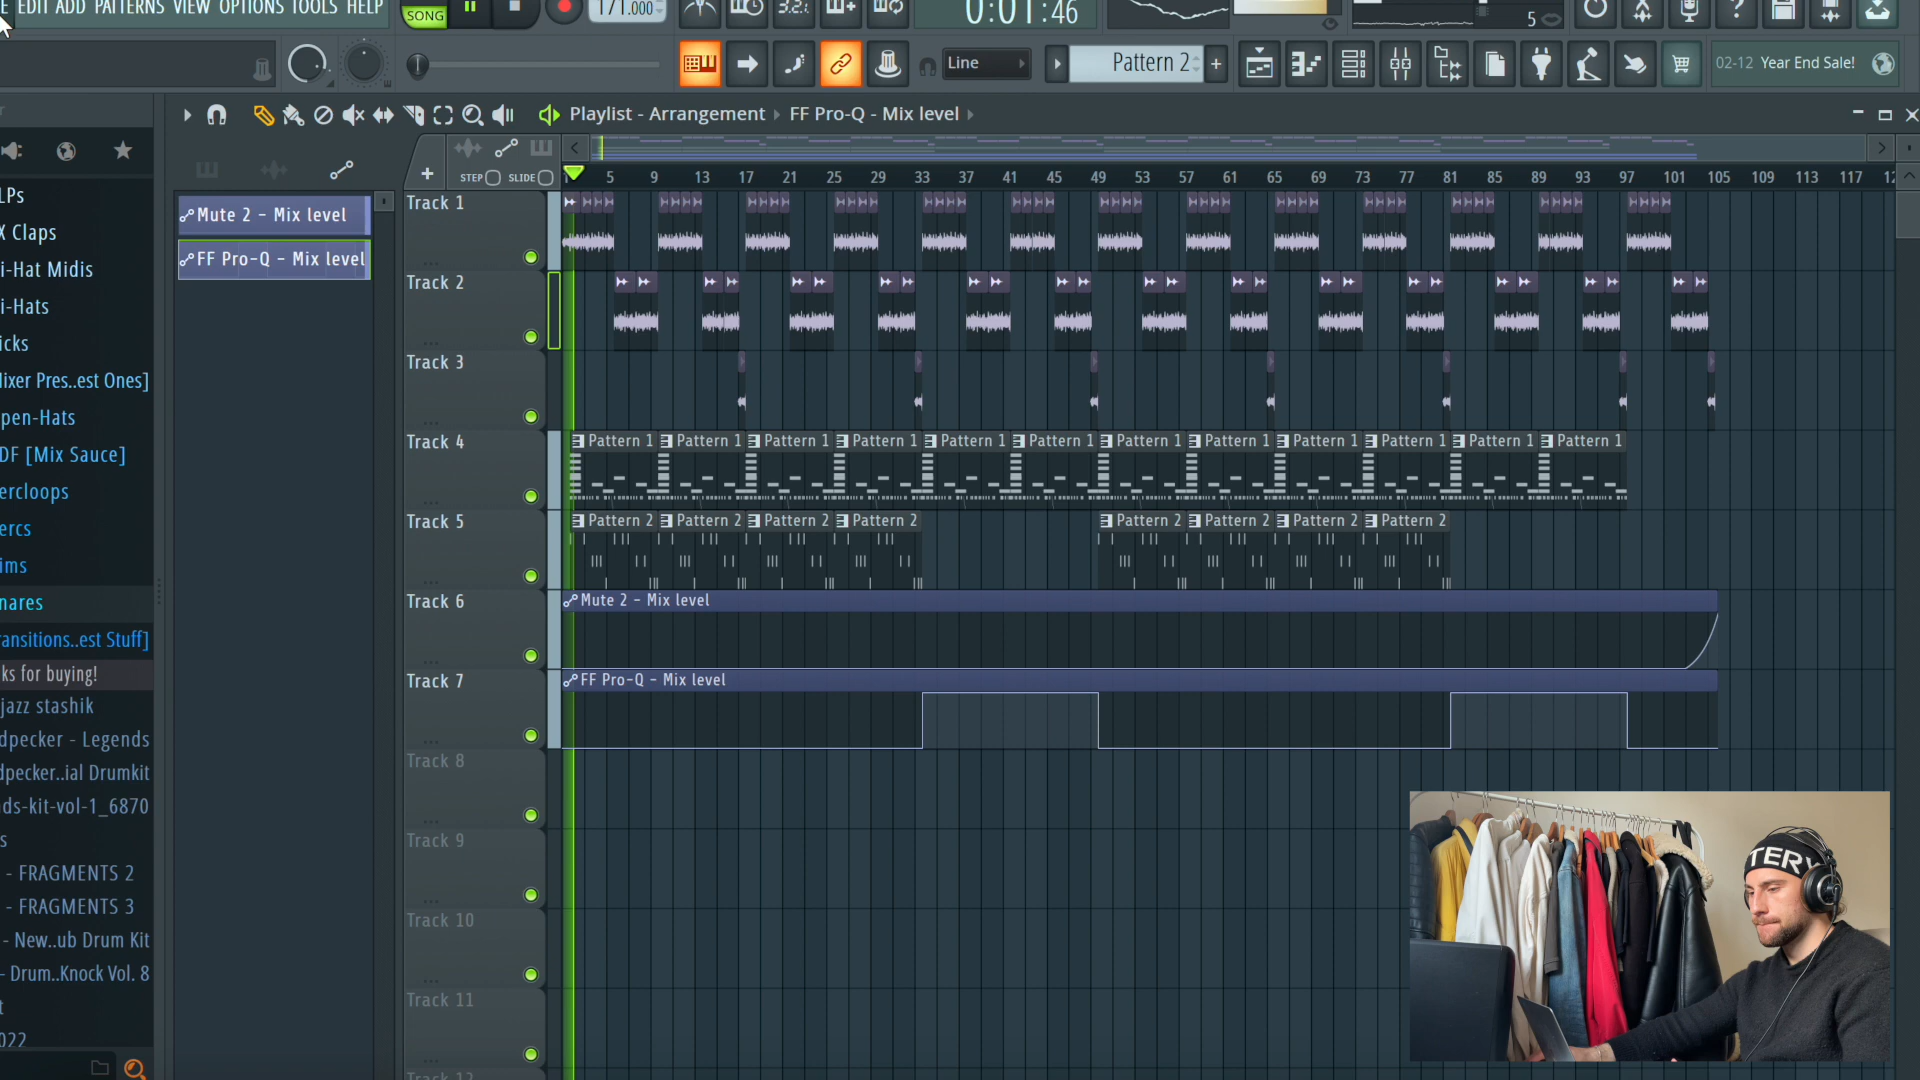 E EDIT ADD PATTERNS VIEW OPTIONS TOOLS HELP
SONG
171.000
3.2.
0:01:46
5
Line
Pattern 2
02-12 Year End Sale!
Playlist - Arrangement FF Pro-Q - Mix level
STEP SLIDE
1 5 9 13 17 21 25 29 33 37 41 45 49 53 57 61 65 69 73 77 81 85 89 93 97 101 105 109 113 117 12
Mute 2 - Mix level
FF Pro-Q - Mix level
LPs
X Claps
i-Hat Midis
i-Hats
icks
lixer Pres..est Ones]
pen-Hats
DF [Mix Sauce]
ercloops
ercs
ims
nares
ransitions..est Stuff]
ks for buying!
jazz stashik
dpecker - Legends
dpecker..ial Drumkit
ds-kit-vol-1_6870
s
- FRAGMENTS 2
- FRAGMENTS 3
- New..ub Drum Kit
- Drum..Knock Vol. 8
t
022
Track 1
Track 2
Track 3
Track 4
Pattern 1 Pattern 1 Pattern 1 Pattern 1 Pattern 1 Pattern 1 Pattern 1 Pattern 1 Pattern 1 Pattern 1 Pattern 1 Pattern 1
Track 5
Pattern 2 Pattern 2 Pattern 2 Pattern 2 Pattern 2 Pattern 2 Pattern 2 Pattern 2
Track 6
Mute 2 - Mix level
Track 7
FF Pro-Q - Mix level
Track 8
Track 9
Track 10
Track 11
Track 12
TERY